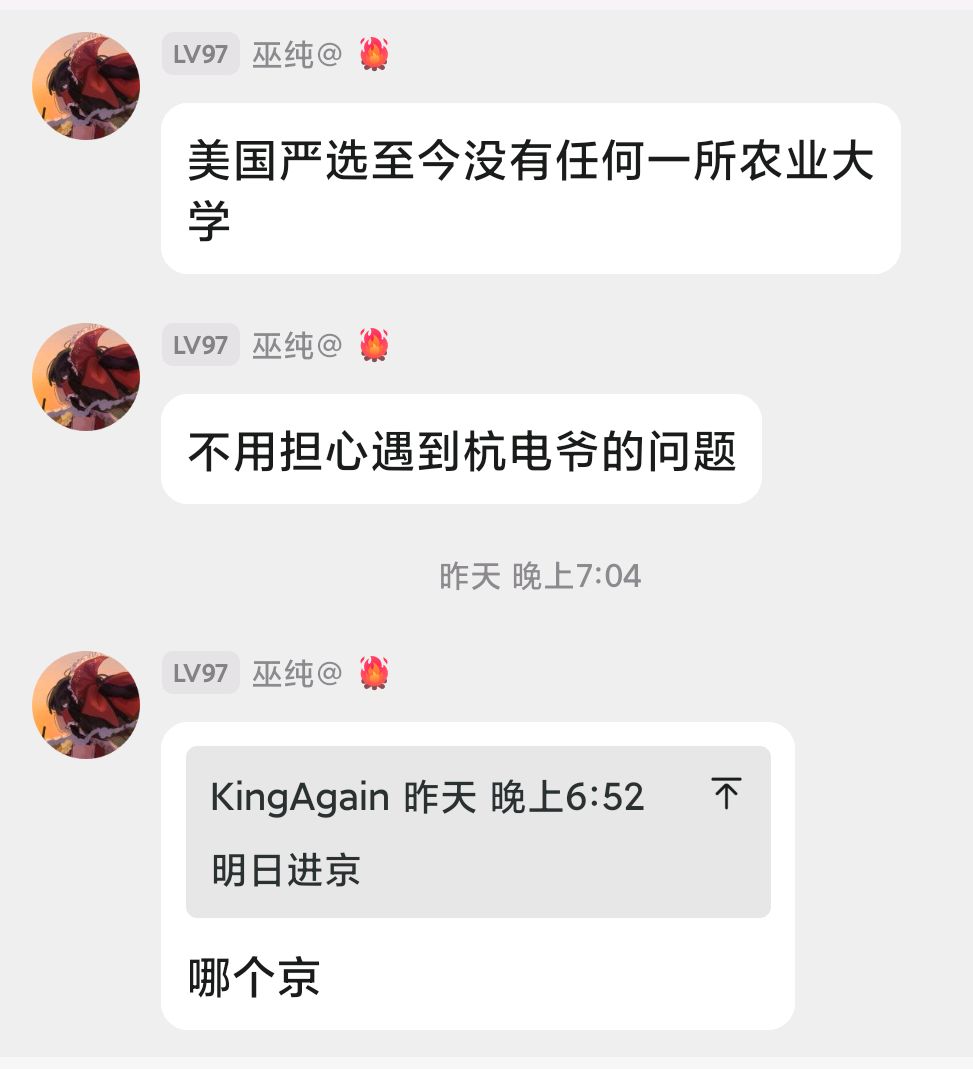 LV97 巫纯@ 🔥
美国严选至今没有任何一所农业大
学
LV97 巫纯@ 🔥
不用担心遇到杭电爷的问题
昨天 晚上7:04
LV97 巫纯@ 🔥
KingAgain 昨天 晚上6:52
明日进京
哪个京